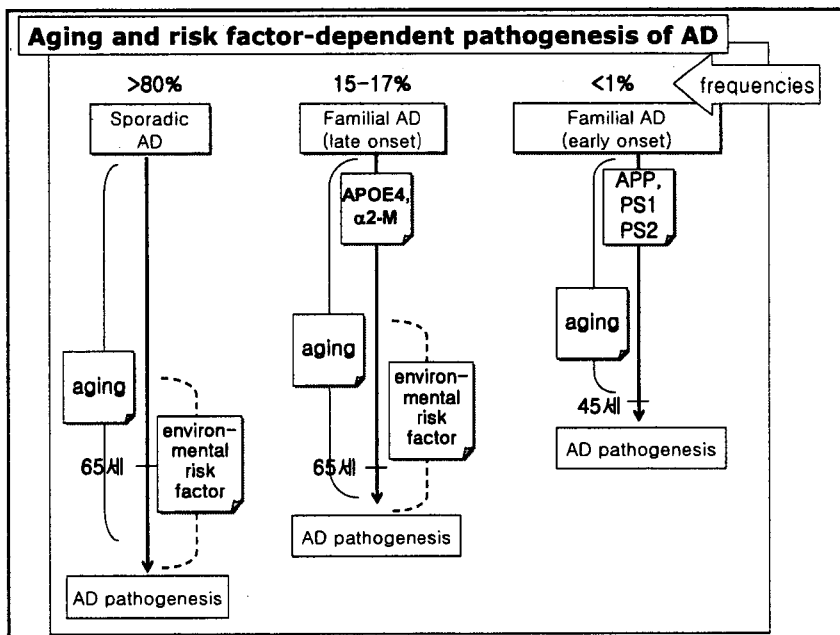 Aging and risk factor-dependent pathogenesis of AD
>80%
15-17%
<1%
frequencies
Sporadic
AD
Familial AD
(late onset)
Familial AD
(early onset)
APOE4,
α2-M
APP,
PS1
PS2
aging
aging
aging
environ-
mental
risk
factor
environ-
mental
risk
factor
65세
65세
45세
AD pathogenesis
AD pathogenesis
AD pathogenesis